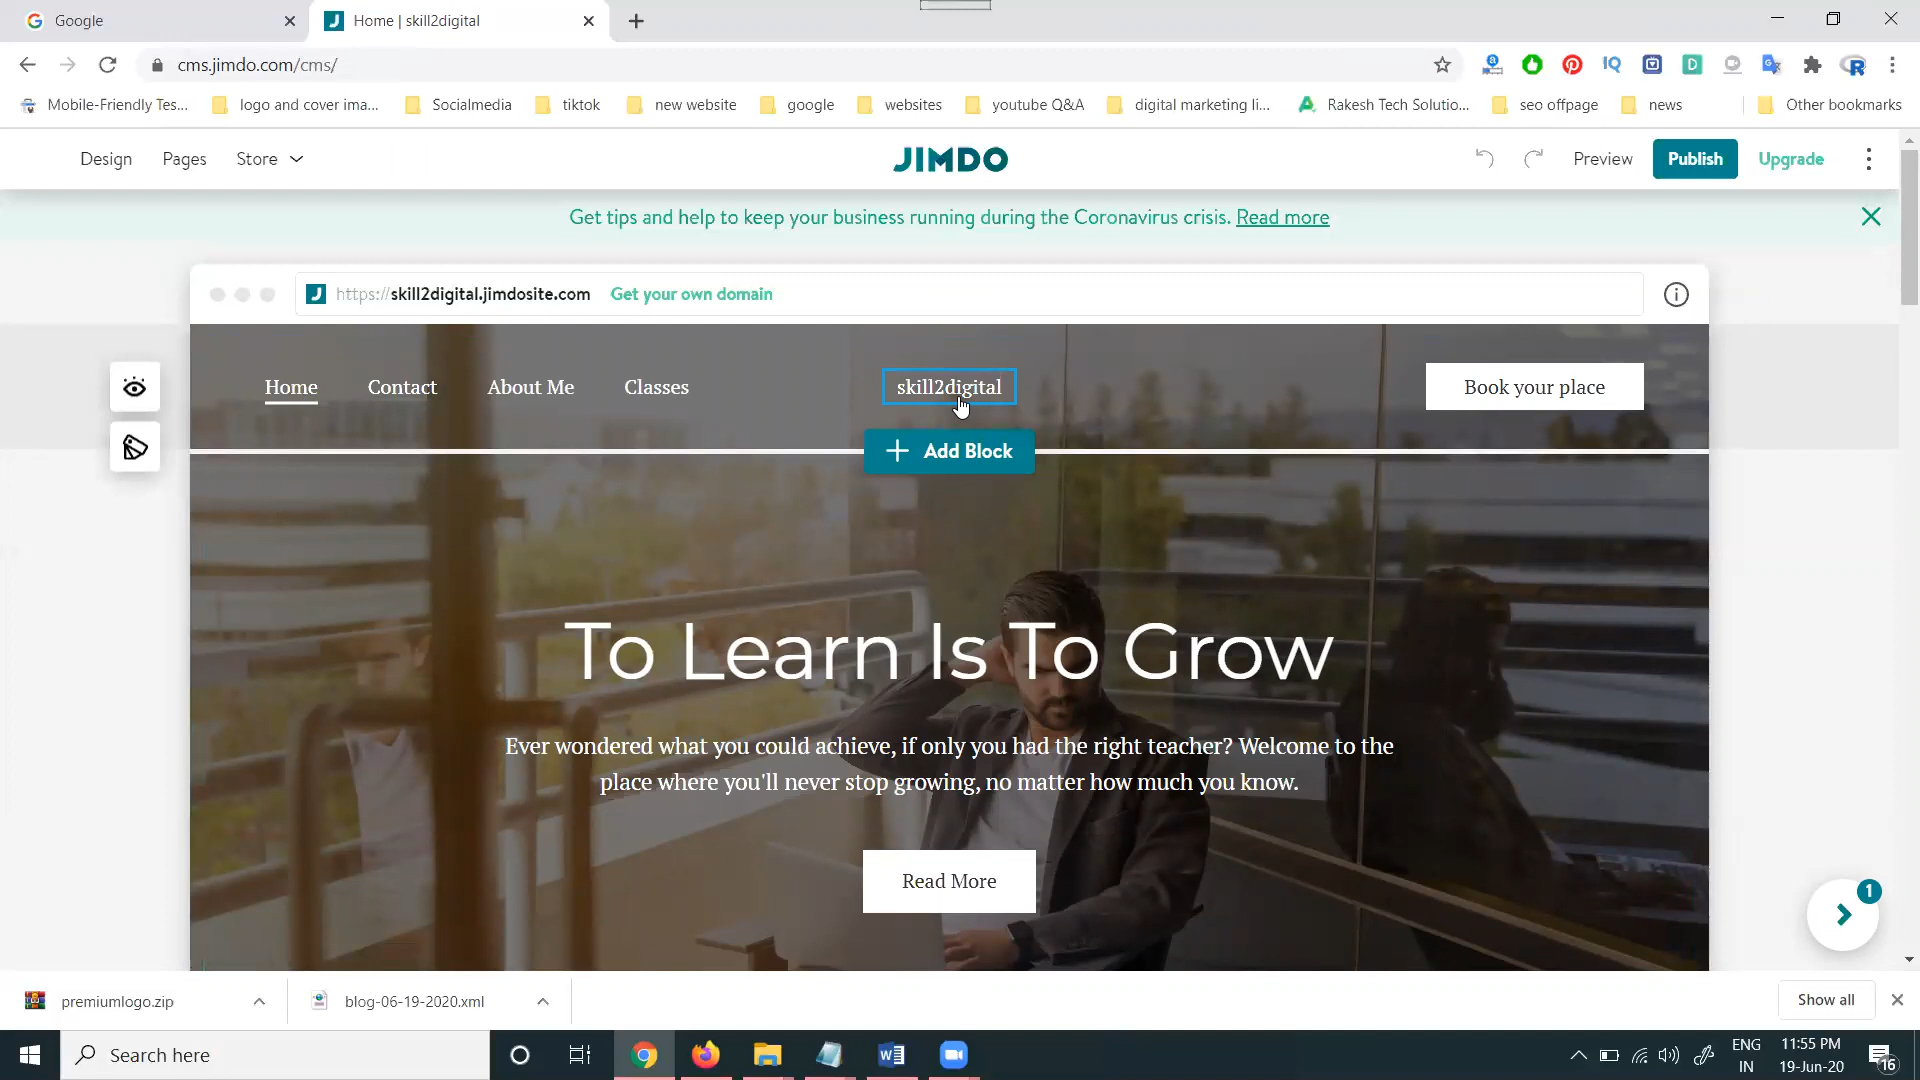 Google
Home | skill2digital
cms.jimdo.com/cms/
Mobile-Friendly Tes...
logo and cover ima...
Socialmedia
tiktok
new website
google
websites
youtube Q&A
digital marketing li...
Rakesh Tech Solutio...
seo offpage
news
Other bookmarks
Design
Pages
Store
JIMDO
Preview
Publish
Upgrade
Get tips and help to keep your business running during the Coronavirus crisis. Read more
https://skill2digital.jimdosite.com
Get your own domain
Home
Contact
About Me
Classes
skill2digital
Book your place
Add Block
To Learn Is To Grow
Ever wondered what you could achieve, if only you had the right teacher? Welcome to the
place where you'll never stop growing, no matter how much you know.
Read More
1
premiumlogo.zip
blog-06-19-2020.xml
Show all
Search here
ENG
IN
11:55 PM
19-Jun-20
16